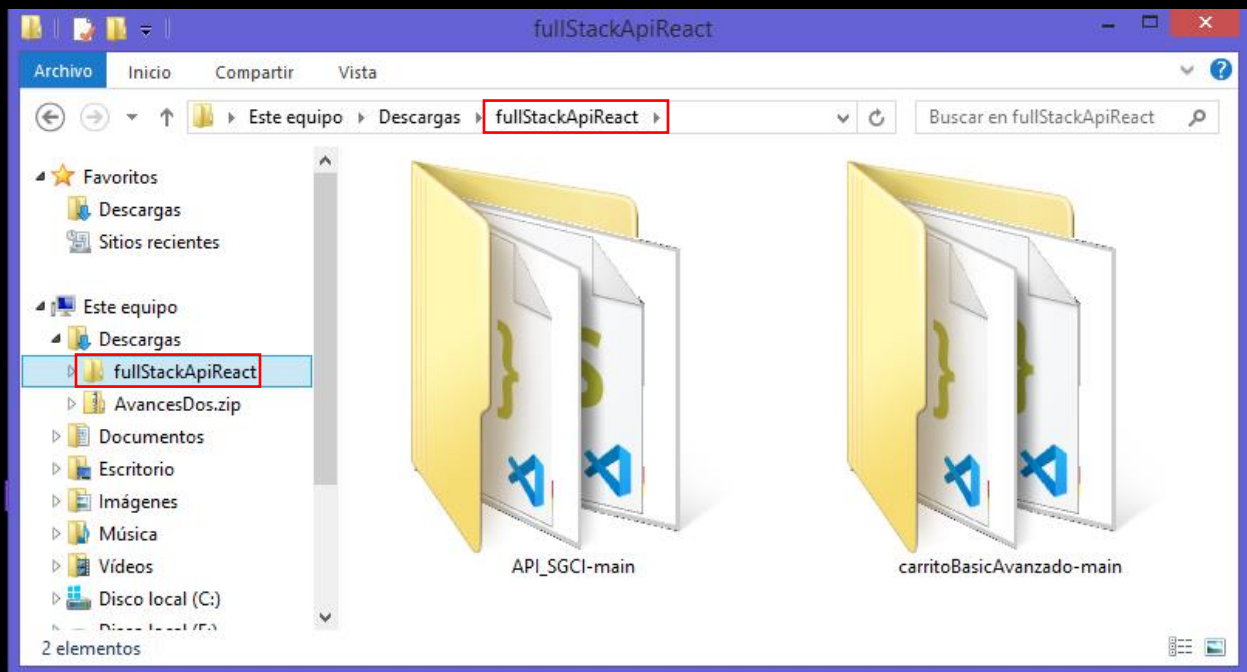 fullStackApiReact
Archivo Inicio Compartir Vista
Este equipo Descargas fullStackApiReact
Buscar en fullStackApiReact
Favoritos
Descargas
Sitios recientes
Este equipo
Descargas
fullStackApiReact
AvancesDos.zip
Documentos
Escritorio
Imágenes
Música
Vídeos
Disco local (C:)
API_SGCI-main
carritoBasicAvanzado-main
2 elementos